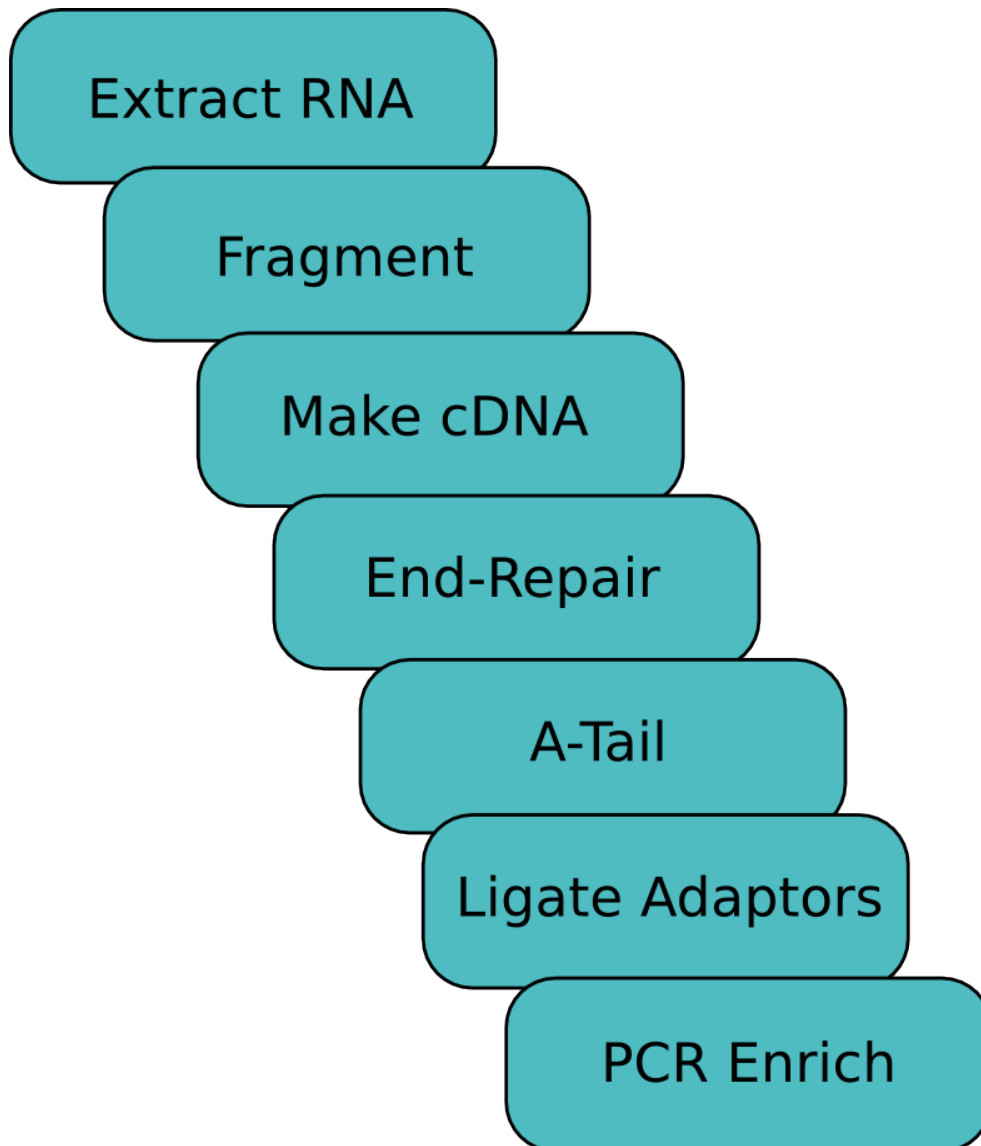 Extract RNA
Fragment
Make cDNA
End-Repair
A-Tail
Ligate Adaptors
PCR Enrich